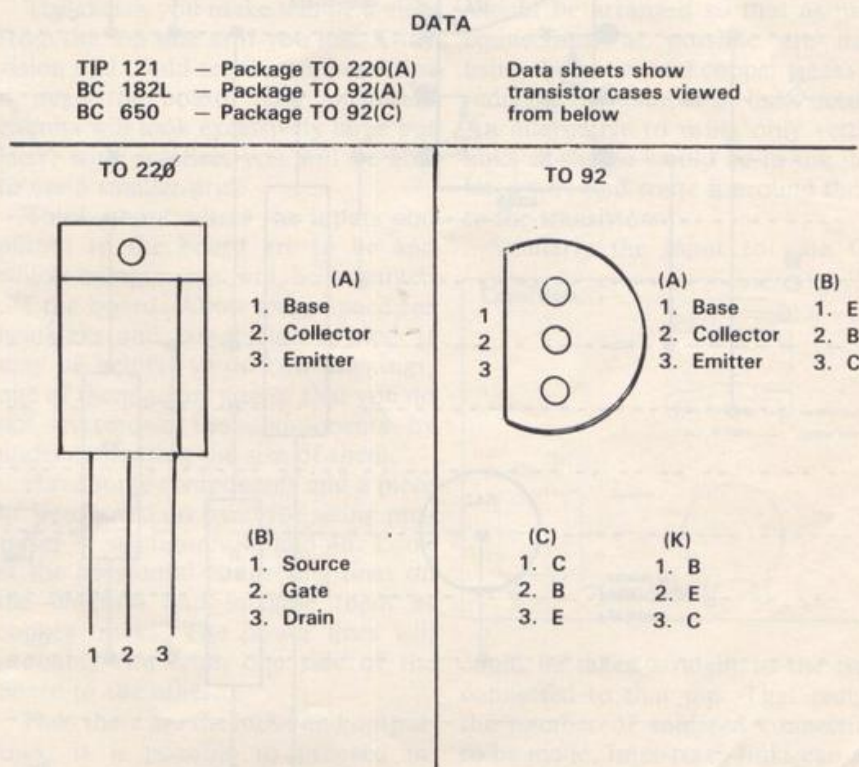 DATA
TIP 121 – Package TO 220(A)
BC 182L – Package TO 92(A)
BC 650 – Package TO 92(C)
Data sheets show
transistor cases viewed
from below
TO 220
(A)
1. Base
2. Collector
3. Emitter
1 2 3
(B)
1. Source
2. Gate
3. Drain
TO 92
1
2
3
(A)
1. Base
2. Collector
3. Emitter
(B)
1. E
2. B
3. C
(C)
1. C
2. B
3. E
(K)
1. B
2. E
3. C